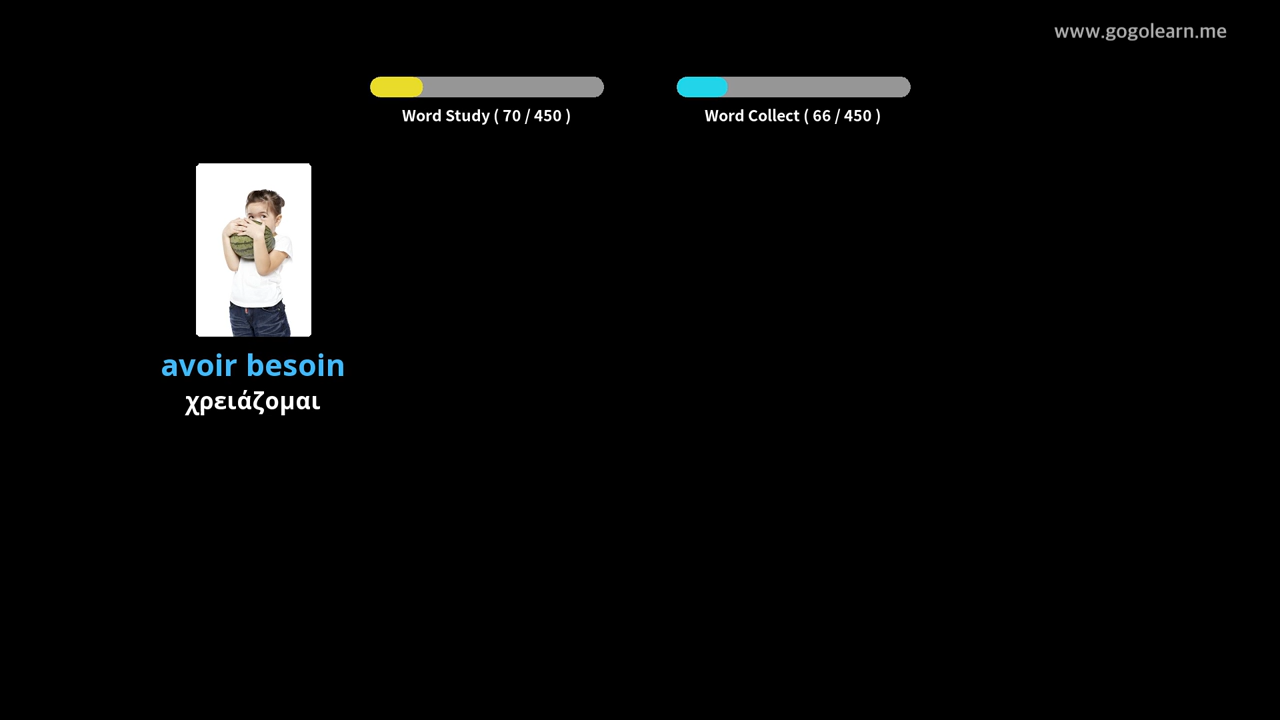 www.gogolearn.me
Word Study ( 70 / 450 )
Word Collect ( 66 / 450 )
avoir besoin
χρειάζομαι